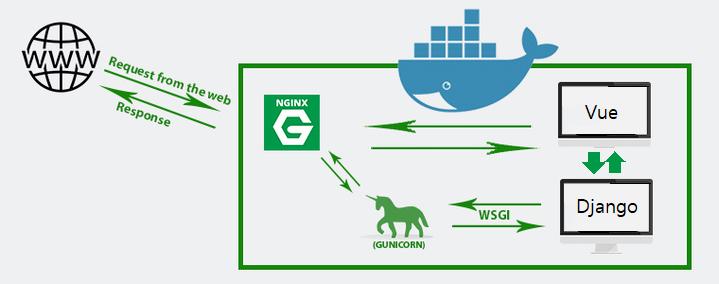 WWW
Request from the web
Response
NGINX
G
Vue
Django
WSGI
(GUNICORN)